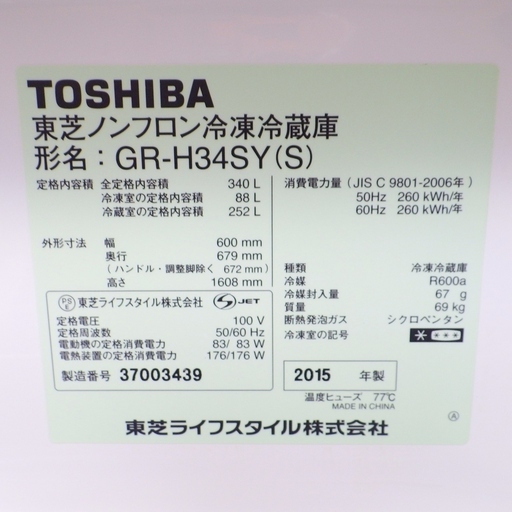 TOSHIBA
東芝ノンフロン冷凍冷蔵庫
形名：GR-H34SY(S)
定格内容積 全定格内容積 340 L
冷凍室の定格内容積 88 L
冷蔵室の定格内容積 252 L
消費電力量 (JIS C 9801-2006年)
50Hz 260 kWh/年
60Hz 260 kWh/年
外形寸法 幅 600 mm
奥行 679 mm
(ハンドル・調整脚除く 672 mm)
高さ 1608 mm
種類 冷凍冷蔵庫
冷媒 R600a
冷媒封入量 67 g
質量 69 kg
断熱発泡ガス シクロペンタン
冷凍室の記号
PS E 東芝ライフスタイル株式会社 JET
定格電圧 100 V
定格周波数 50/60 Hz
電動機の定格消費電力 83/ 83 W
電熱装置の定格消費電力 176/176 W
製造番号 37003439
2015 年製
温度ヒューズ 77℃
MADE IN CHINA
A
東芝ライフスタイル株式会社